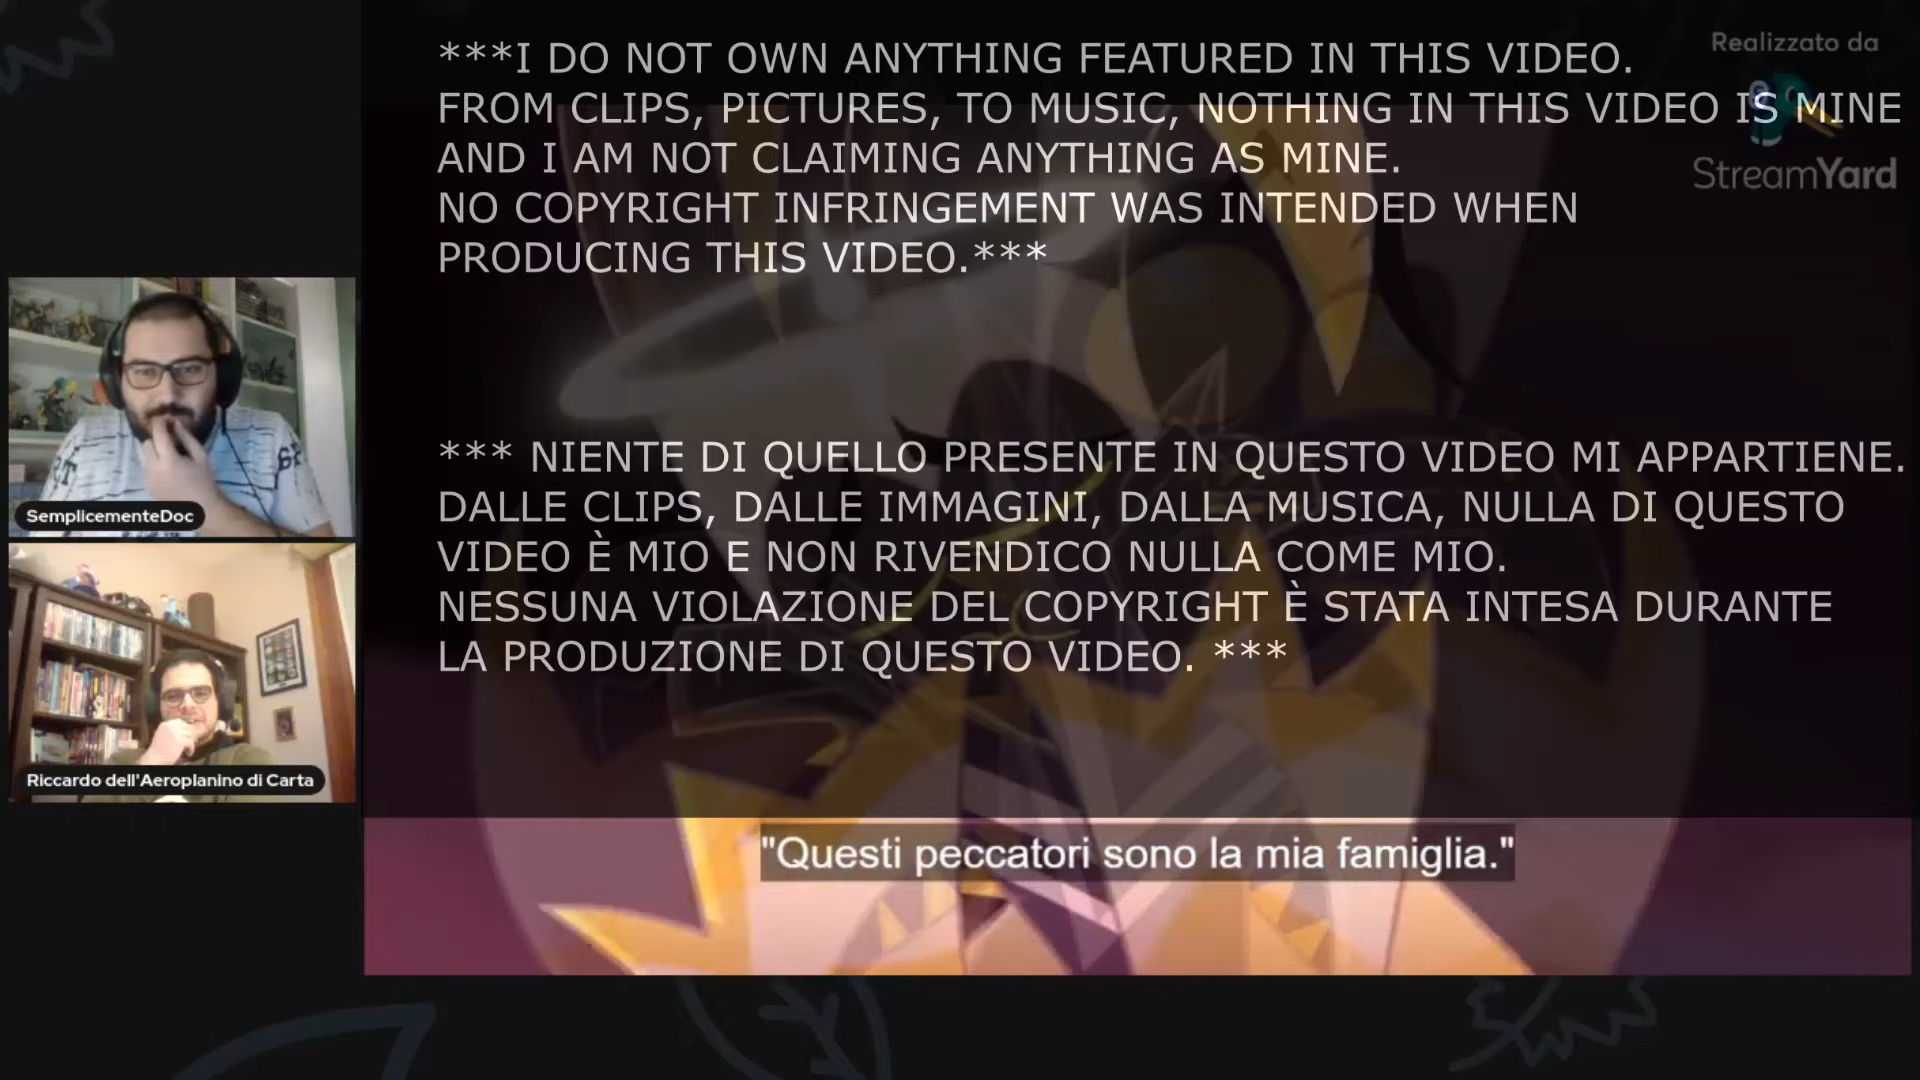 ***I DO NOT OWN ANYTHING FEATURED IN THIS VIDEO.
FROM CLIPS, PICTURES, TO MUSIC, NOTHING IN THIS VIDEO IS MINE
AND I AM NOT CLAIMING ANYTHING AS MINE.
NO COPYRIGHT INFRINGEMENT WAS INTENDED WHEN
PRODUCING THIS VIDEO.***
Realizzato da
StreamYard
*** NIENTE DI QUELLO PRESENTE IN QUESTO VIDEO MI APPARTIENE.
DALLE CLIPS, DALLE IMMAGINI, DALLA MUSICA, NULLA DI QUESTO
VIDEO È MIO E NON RIVENDICO NULLA COME MIO.
NESSUNA VIOLAZIONE DEL COPYRIGHT È STATA INTESA DURANTE
LA PRODUZIONE DI QUESTO VIDEO. ***
SemplicementeDoc
Riccardo dell'Aeroplanino di Carta
"Questi peccatori sono la mia famiglia."